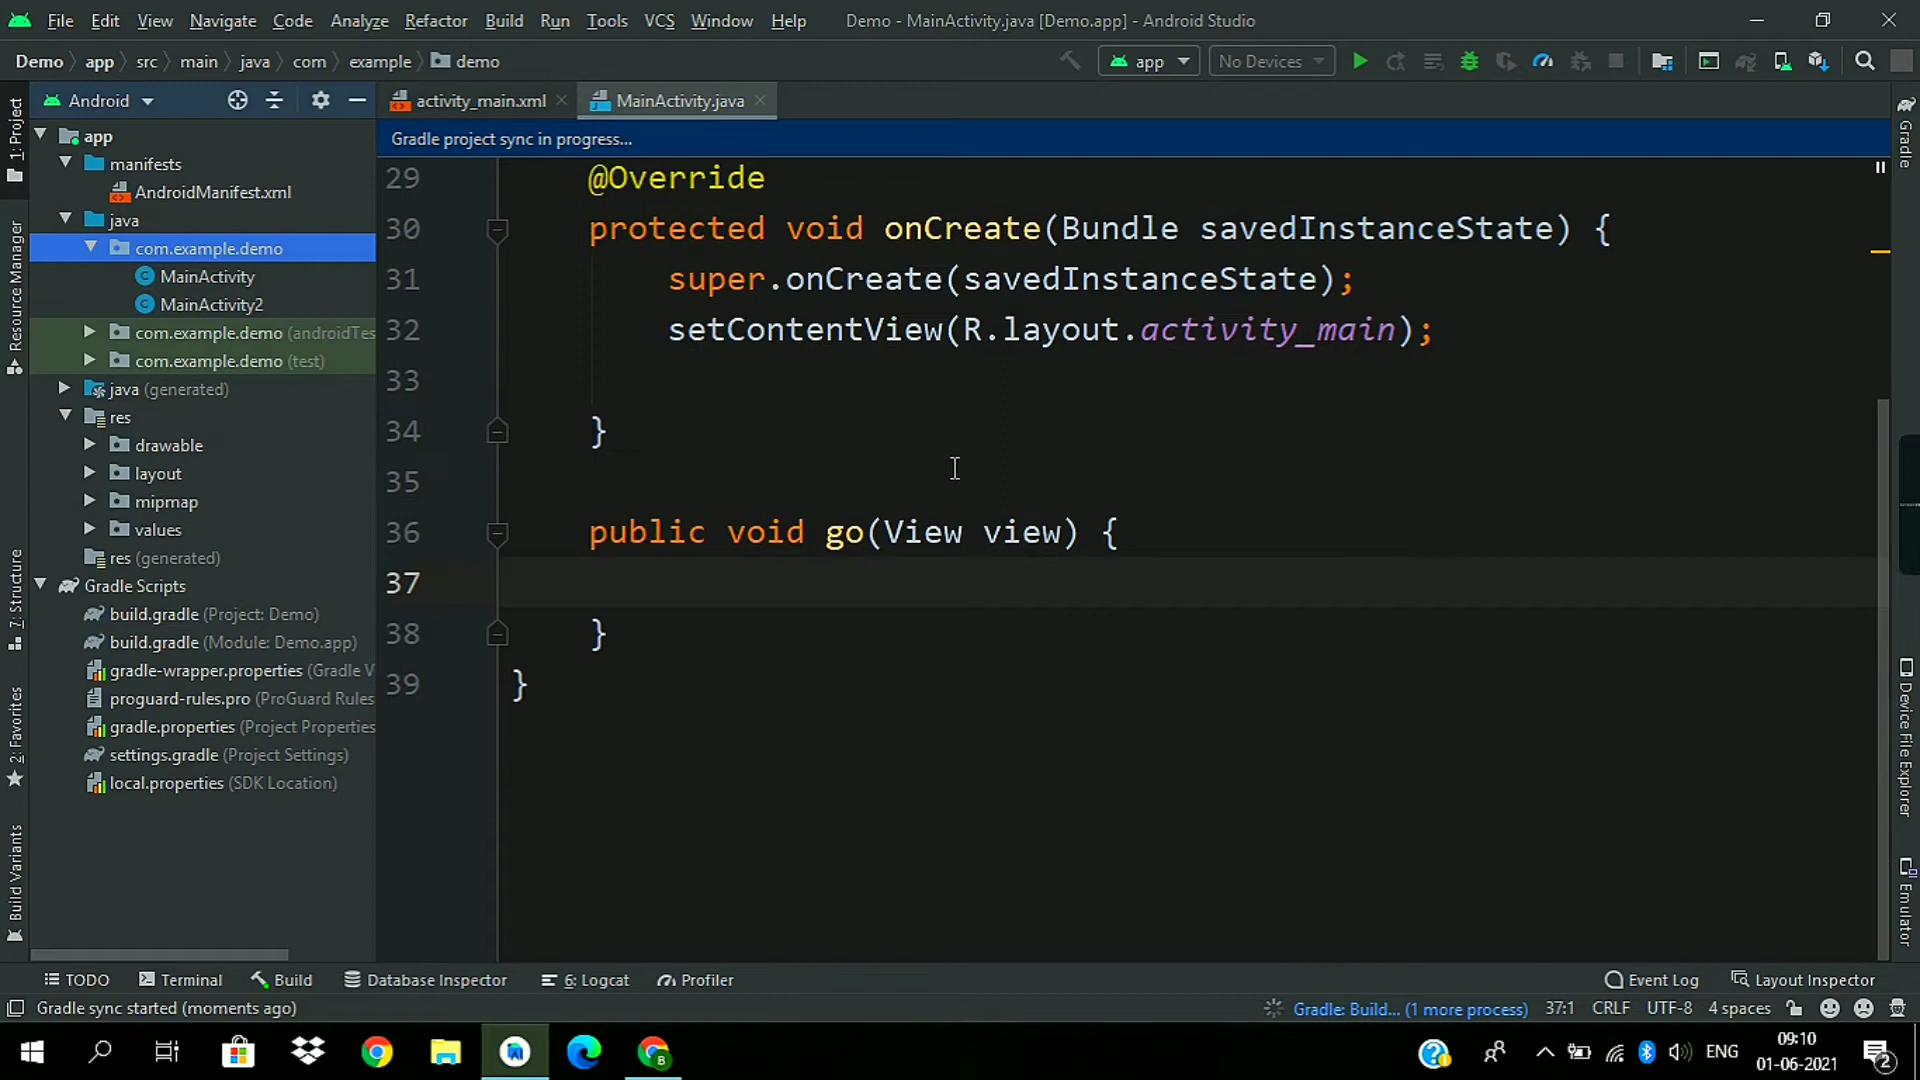 File Edit View Navigate Code Analyze Refactor Build Run Tools VCS Window Help Demo - MainActivity.java [Demo.app] - Android Studio
Demo app src main java com example demo app No Devices
Android activity_main.xml MainActivity.java
Gradle project sync in progress...
1: Project
Resource Manager
7: Structure
2: Favorites
Build Variants
app
manifests
AndroidManifest.xml
java
com.example.demo
MainActivity
MainActivity2
com.example.demo (androidTes
com.example.demo (test)
java (generated)
res
drawable
layout
mipmap
values
res (generated)
Gradle Scripts
build.gradle (Project: Demo)
build.gradle (Module: Demo.app)
gradle-wrapper.properties (Gradle V
proguard-rules.pro (ProGuard Rules
gradle.properties (Project Properties
settings.gradle (Project Settings)
local.properties (SDK Location)
29 @Override
30 protected void onCreate(Bundle savedInstanceState) {
31 super.onCreate(savedInstanceState);
32 setContentView(R.layout.activity_main);
33
34 }
35
36 public void go(View view) {
37
38 }
39 }
Gradle
Device File Explorer
Emulator
TODO Terminal Build Database Inspector 6: Logcat Profiler Event Log Layout Inspector
Gradle sync started (moments ago) Gradle: Build... (1 more process) 37:1 CRLF UTF-8 4 spaces
ENG 09:10
01-06-2021 2